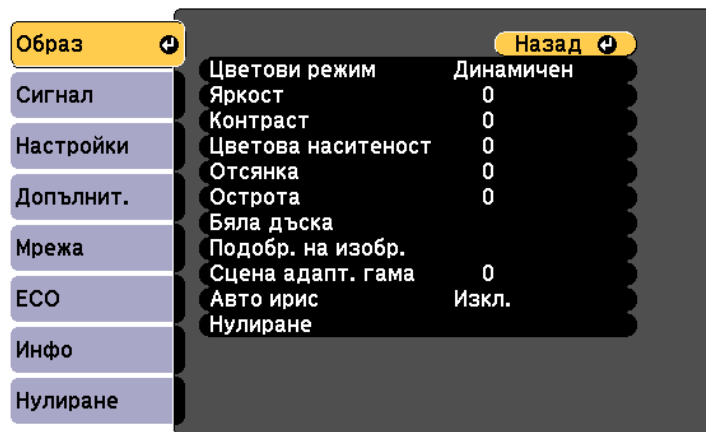 Образ
Сигнал
Настройки
Допълнит.
Мрежа
ECO
Инфо
Нулиране
Назад
Цветови режим Динамичен
Яркост 0
Контраст 0
Цветова наситеност 0
Отсянка 0
Острота 0
Бяла дъска
Подобр. на изобр.
Сцена адапт. гама 0
Авто ирис Изкл.
Нулиране